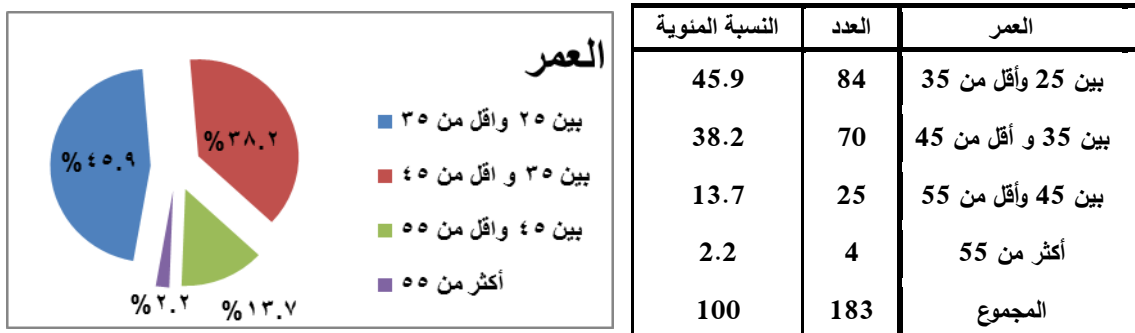 العمر
العدد
النسبة المئوية
بين 25 وأقل من 35
84
45.9
بين 35 و أقل من 45
70
38.2
بين 45 وأقل من 55
25
13.7
أكثر من 55
4
2.2
المجموع
183
100
العمر
بين ٢٥ واقل من ٣٥
بين ٣٥ و اقل من ٤٥
بين ٤٥ واقل من ٥٥
أكثر من ٥٥
%٣٨.٢
%٤٥.٩
%١٣.٧
%٢.٢